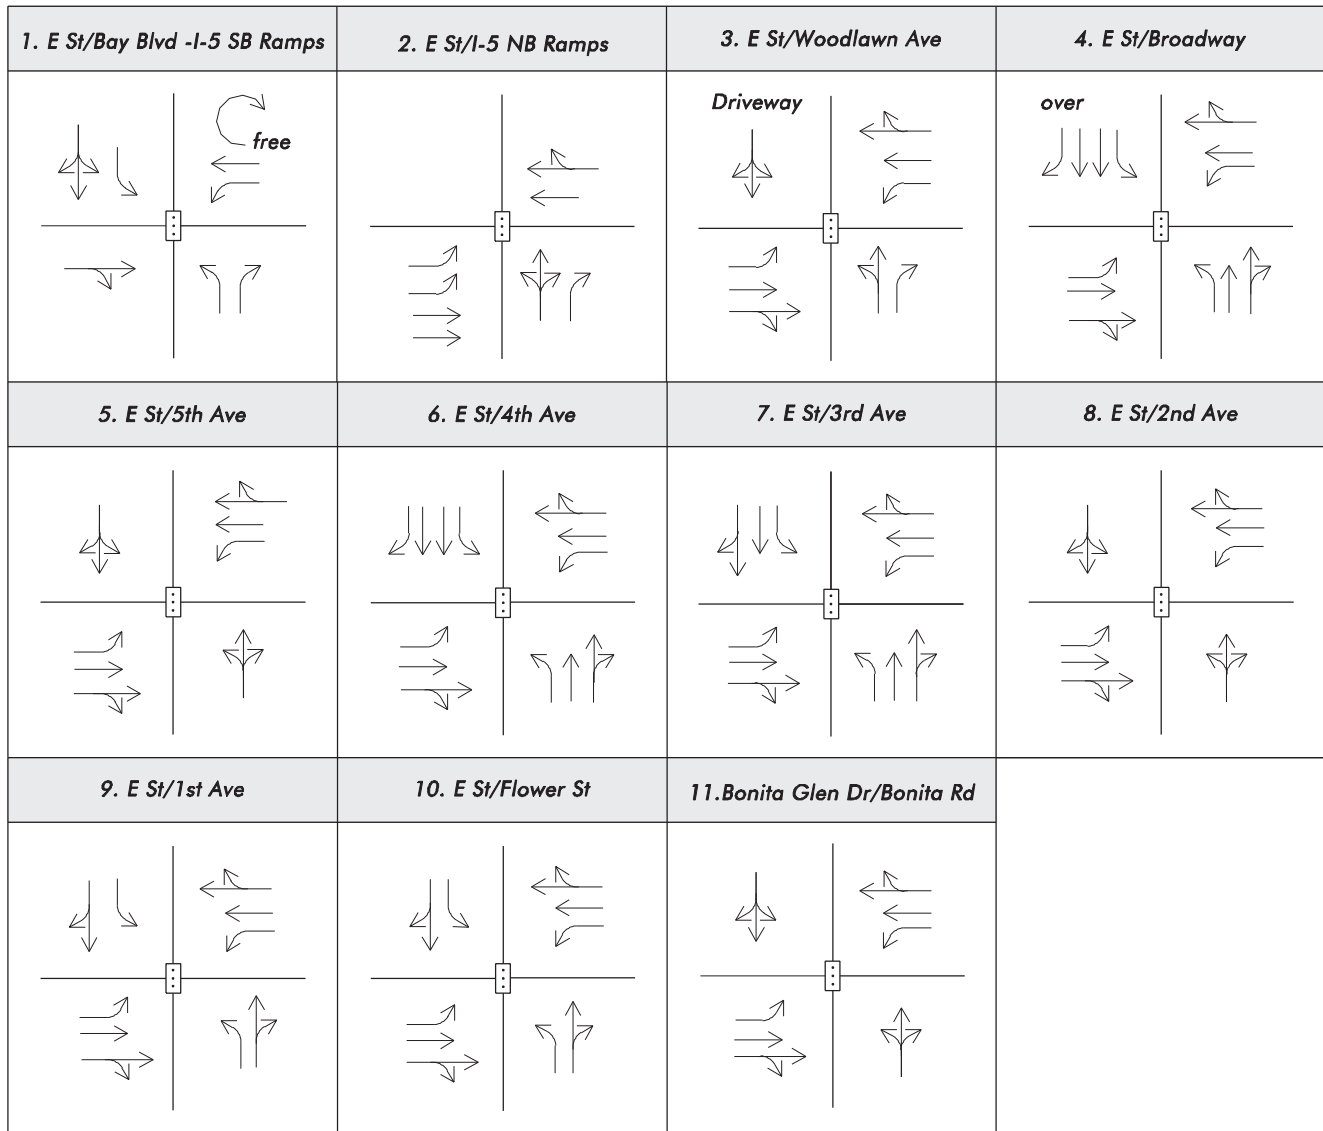 1. E St/Bay Blvd -I-5 SB Ramps
2. E St/I-5 NB Ramps
3. E St/Woodlawn Ave
4. E St/Broadway
free
Driveway
over
5. E St/5th Ave
6. E St/4th Ave
7. E St/3rd Ave
8. E St/2nd Ave
9. E St/1st Ave
10. E St/Flower St
11.Bonita Glen Dr/Bonita Rd